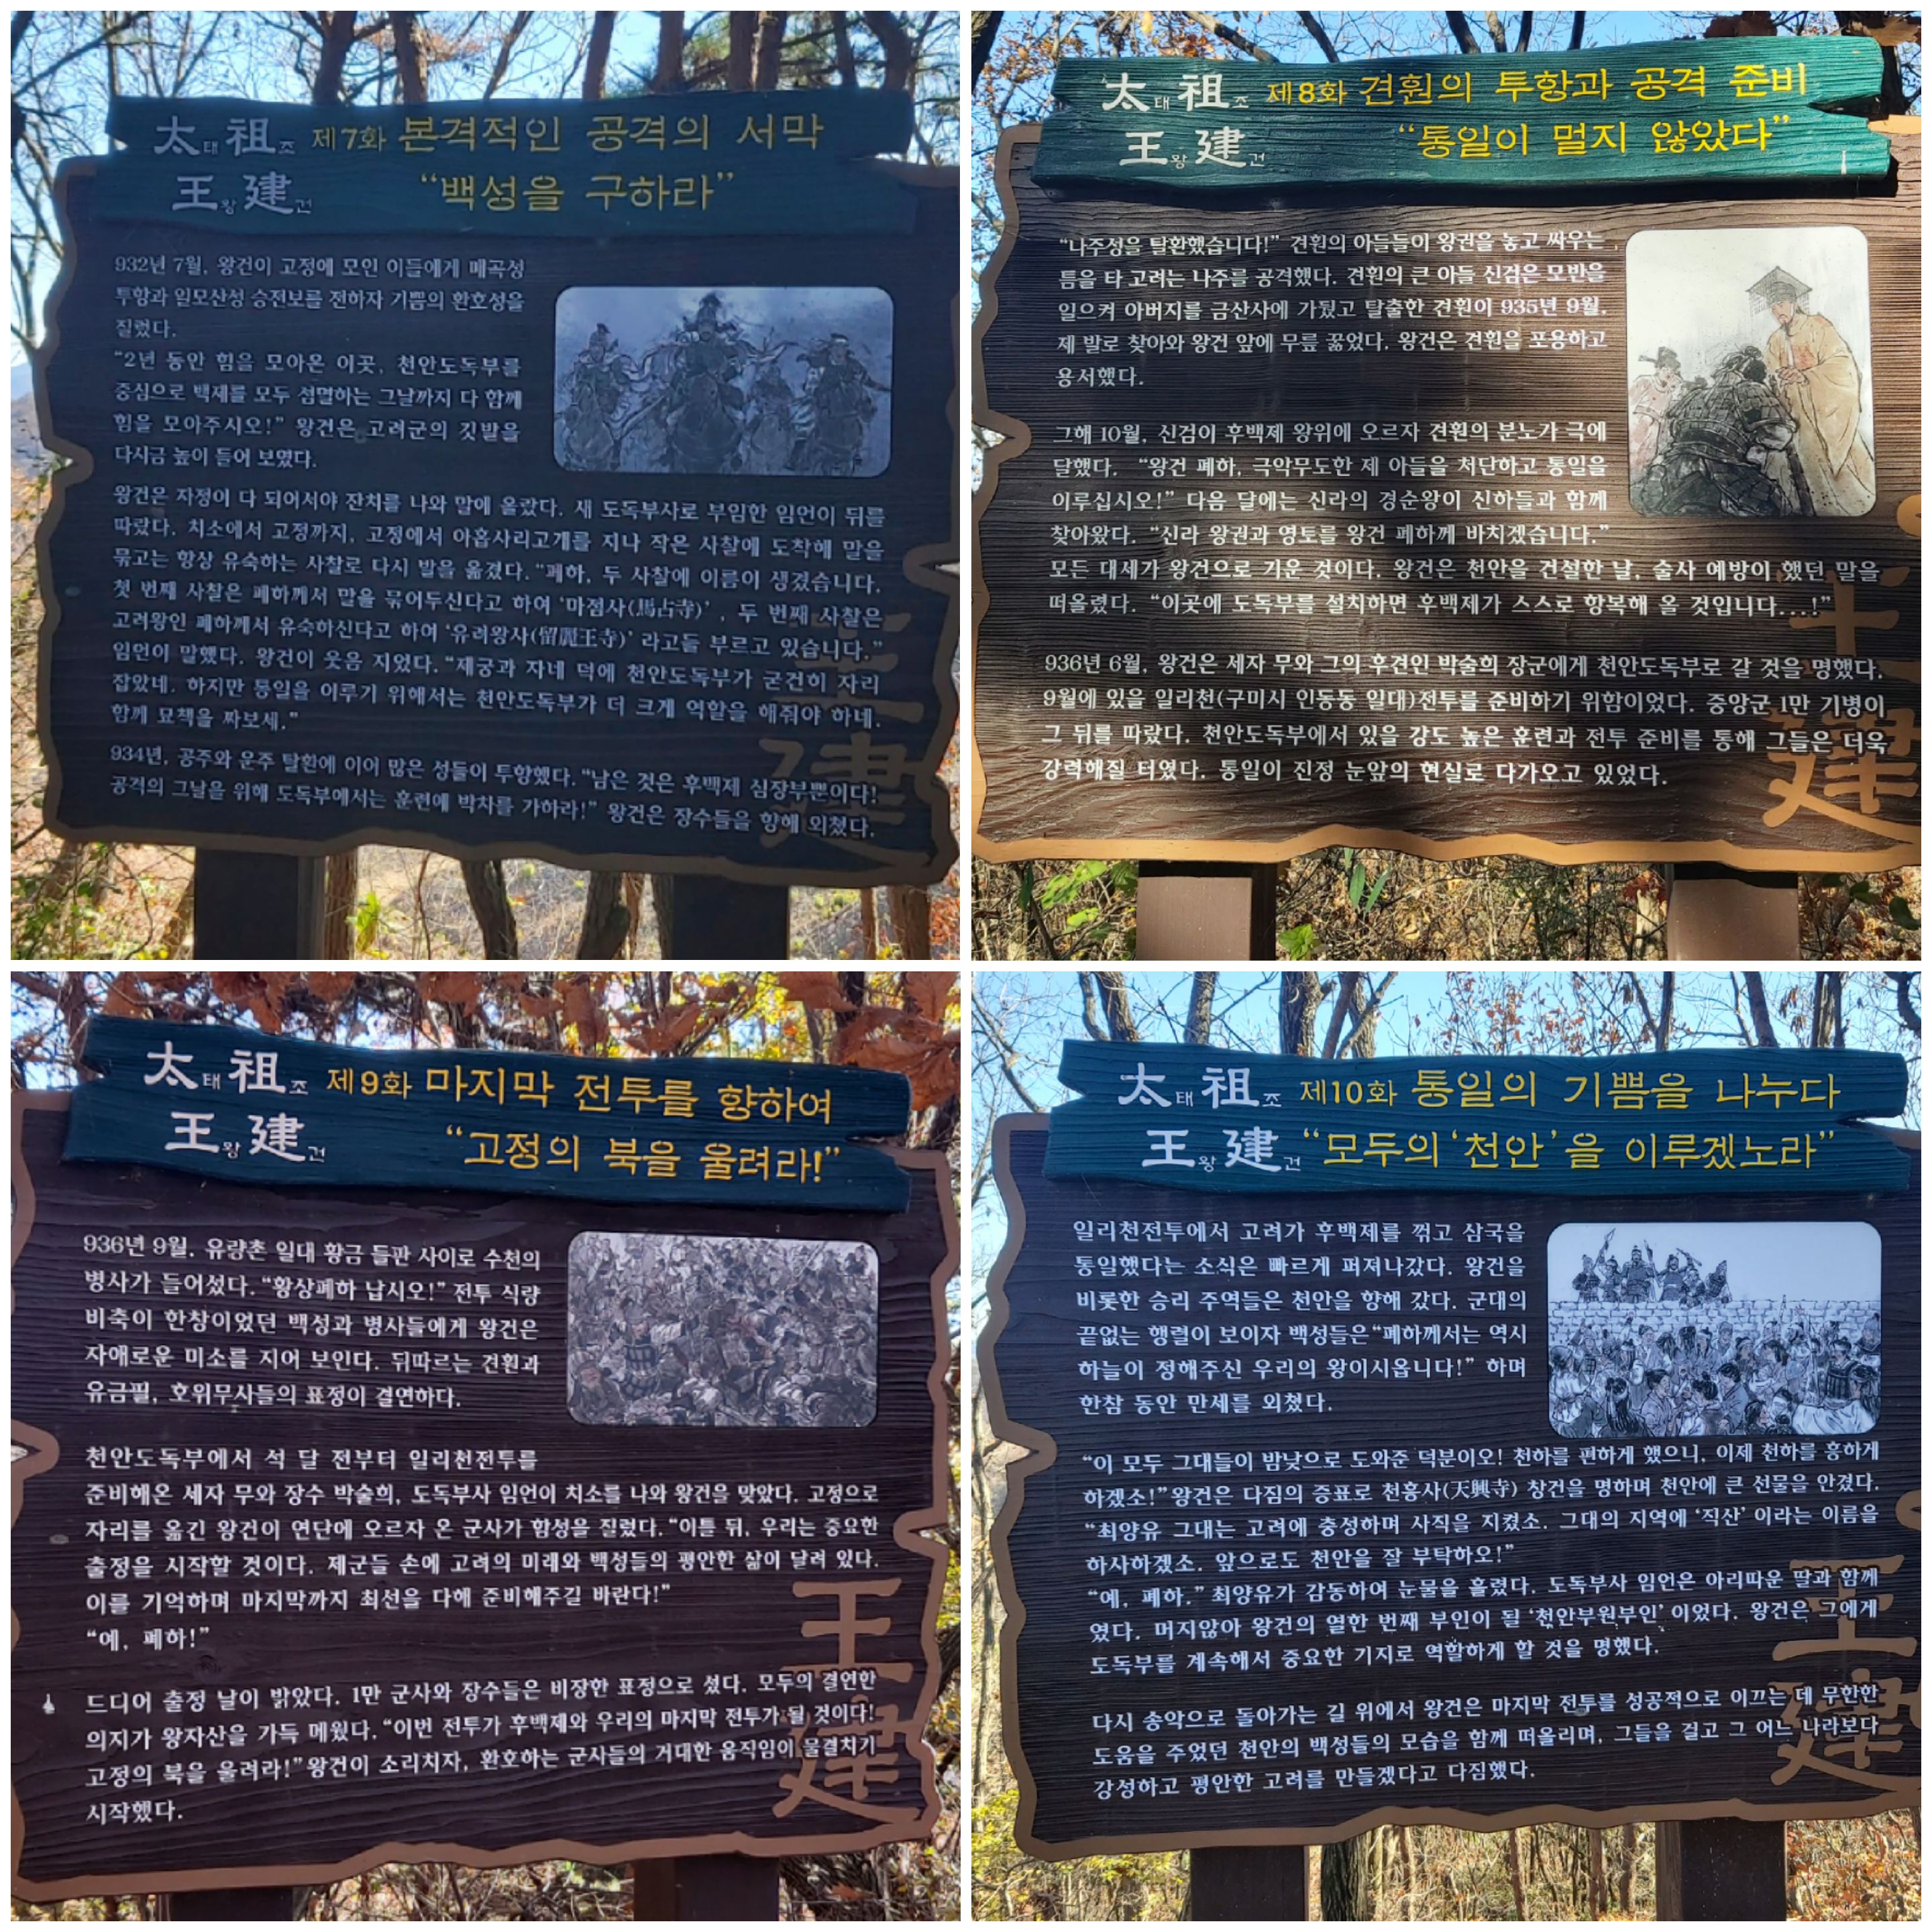 太태祖조 제7화 본격적인 공격의 서막
王왕建건 “백성을 구하라”
932년 7월, 왕건이 고정에 모인 이들에게 매곡성
투항과 일모산성 승전보를 전하자 기쁨의 환호성을
질렀다.
“2년 동안 힘을 모아온 이곳, 천안도독부를
중심으로 백제를 모두 섬멸하는 그날까지 다 함께
힘을 모아주시오!” 왕건은 고려군의 깃발을
다시금 높이 들어 보였다.
왕건은 자정이 다 되어서야 잔치를 나와 말에 올랐다. 새 도독부사로 부임한 임언이 뒤를
따랐다. 치소에서 고정까지, 고정에서 아홉사리고개를 지나 작은 사찰에 도착해 말을
묶고는 항상 유숙하는 사찰로 다시 발을 옮겼다. “폐하, 두 사찰에 이름이 생겼습니다.
첫 번째 사찰은 폐하께서 말을 묶어두신다고 하여 ‘마점사(馬占寺)’ , 두 번째 사찰은
고려왕인 폐하께서 유숙하신다고 하여 ‘유려왕사(留麗王寺)’ 라고들 부르고 있습니다.”
임언이 말했다. 왕건이 웃음 지었다. “제궁과 자네 덕에 천안도독부가 굳건히 자리
잡았네. 하지만 통일을 이루기 위해서는 천안도독부가 더 크게 역할을 해줘야 하네.
함께 묘책을 짜보세.”
934년, 공주와 운주 탈환에 이어 많은 성들이 투항했다. “남은 것은 후백제 심장부뿐이다!
공격의 그날을 위해 도독부에서는 훈련에 박차를 가하라!” 왕건은 장수들을 향해 외쳤다.
王建
太태祖조 제8화 견훤의 투항과 공격 준비
王왕建건 “통일이 멀지 않았다”
“나주성을 탈환했습니다!” 견훤의 아들들이 왕권을 놓고 싸우는
틈을 타 고려는 나주를 공격했다. 견훤의 큰 아들 신검은 모반을
일으켜 아버지를 금산사에 가뒀고 탈출한 견훤이 935년 9월,
제 발로 찾아와 왕건 앞에 무릎 꿇었다. 왕건은 견훤을 포용하고
용서했다.
그해 10월, 신검이 후백제 왕위에 오르자 견훤의 분노가 극에
달했다. “왕건 폐하, 극악무도한 제 아들을 처단하고 통일을
이루십시오!” 다음 달에는 신라의 경순왕이 신하들과 함께
찾아왔다. “신라 왕권과 영토를 왕건 폐하께 바치겠습니다.”
모든 대세가 왕건으로 기운 것이다. 왕건은 천안을 건설한 날, 술사 예방이 했던 말을
떠올렸다. “이곳에 도독부를 설치하면 후백제가 스스로 항복해 올 것입니다...!”
936년 6월, 왕건은 세자 무와 그의 후견인 박술희 장군에게 천안도독부로 갈 것을 명했다.
9월에 있을 일리천(구미시 인동동 일대)전투를 준비하기 위함이었다. 중앙군 1만 기병이
그 뒤를 따랐다. 천안도독부에서 있을 강도 높은 훈련과 전투 준비를 통해 그들은 더욱
강력해질 터였다. 통일이 진정 눈앞의 현실로 다가오고 있었다.
王建
太태祖조 제9화 마지막 전투를 향하여
王왕建건 “고정의 북을 울려라!”
936년 9월. 유량촌 일대 황금 들판 사이로 수천의
병사가 들어섰다. “황상폐하 납시오!” 전투 식량
비축이 한창이었던 백성과 병사들에게 왕건은
자애로운 미소를 지어 보인다. 뒤따르는 견훤과
유금필, 호위무사들의 표정이 결연하다.
천안도독부에서 석 달 전부터 일리천전투를
준비해온 세자 무와 장수 박술희, 도독부사 임언이 치소를 나와 왕건을 맞았다. 고정으로
자리를 옮긴 왕건이 연단에 오르자 온 군사가 함성을 질렀다. “이틀 뒤, 우리는 중요한
출정을 시작할 것이다. 제군들 손에 고려의 미래와 백성들의 평안한 삶이 달려 있다.
이를 기억하며 마지막까지 최선을 다해 준비해주길 바란다!”
“예, 폐하!”
드디어 출정 날이 밝았다. 1만 군사와 장수들은 비장한 표정으로 섰다. 모두의 결연한
의지가 왕자산을 가득 메웠다. “이번 전투가 후백제와 우리의 마지막 전투가 될 것이다!
고정의 북을 울려라!” 왕건이 소리치자, 환호하는 군사들의 거대한 움직임이 물결치기
시작했다.
王建
太태祖조 제10화 통일의 기쁨을 나누다
王왕建건 “모두의 ‘천안’을 이루겠노라”
일리천전투에서 고려가 후백제를 꺾고 삼국을
통일했다는 소식은 빠르게 퍼져나갔다. 왕건을
비롯한 승리 주역들은 천안을 향해 갔다. 군대의
끝없는 행렬이 보이자 백성들은 “폐하께서는 역시
하늘이 정해주신 우리의 왕이시옵니다!” 하며
한참 동안 만세를 외쳤다.
“이 모두 그대들이 밤낮으로 도와준 덕분이오! 천하를 편하게 했으니, 이제 천하를 흥하게
하겠소!” 왕건은 다짐의 증표로 천흥사(天興寺) 창건을 명하며 천안에 큰 선물을 안겼다.
“최양유 그대는 고려에 충성하며 사직을 지켰소. 그대의 지역에 ‘직산’ 이라는 이름을
하사하겠소. 앞으로도 천안을 잘 부탁하오!”
“예, 폐하.” 최양유가 감동하여 눈물을 흘렸다. 도독부사 임언은 아리따운 딸과 함께
였다. 머지않아 왕건의 열한 번째 부인이 될 ‘천안부원부인’ 이었다. 왕건은 그에게
도독부를 계속해서 중요한 기지로 역할하게 할 것을 명했다.
다시 송악으로 돌아가는 길 위에서 왕건은 마지막 전투를 성공적으로 이끄는 데 무한한
도움을 주었던 천안의 백성들의 모습을 함께 떠올리며, 그들을 걸고 그 어느 나라보다
강성하고 평안한 고려를 만들겠다고 다짐했다.
王建